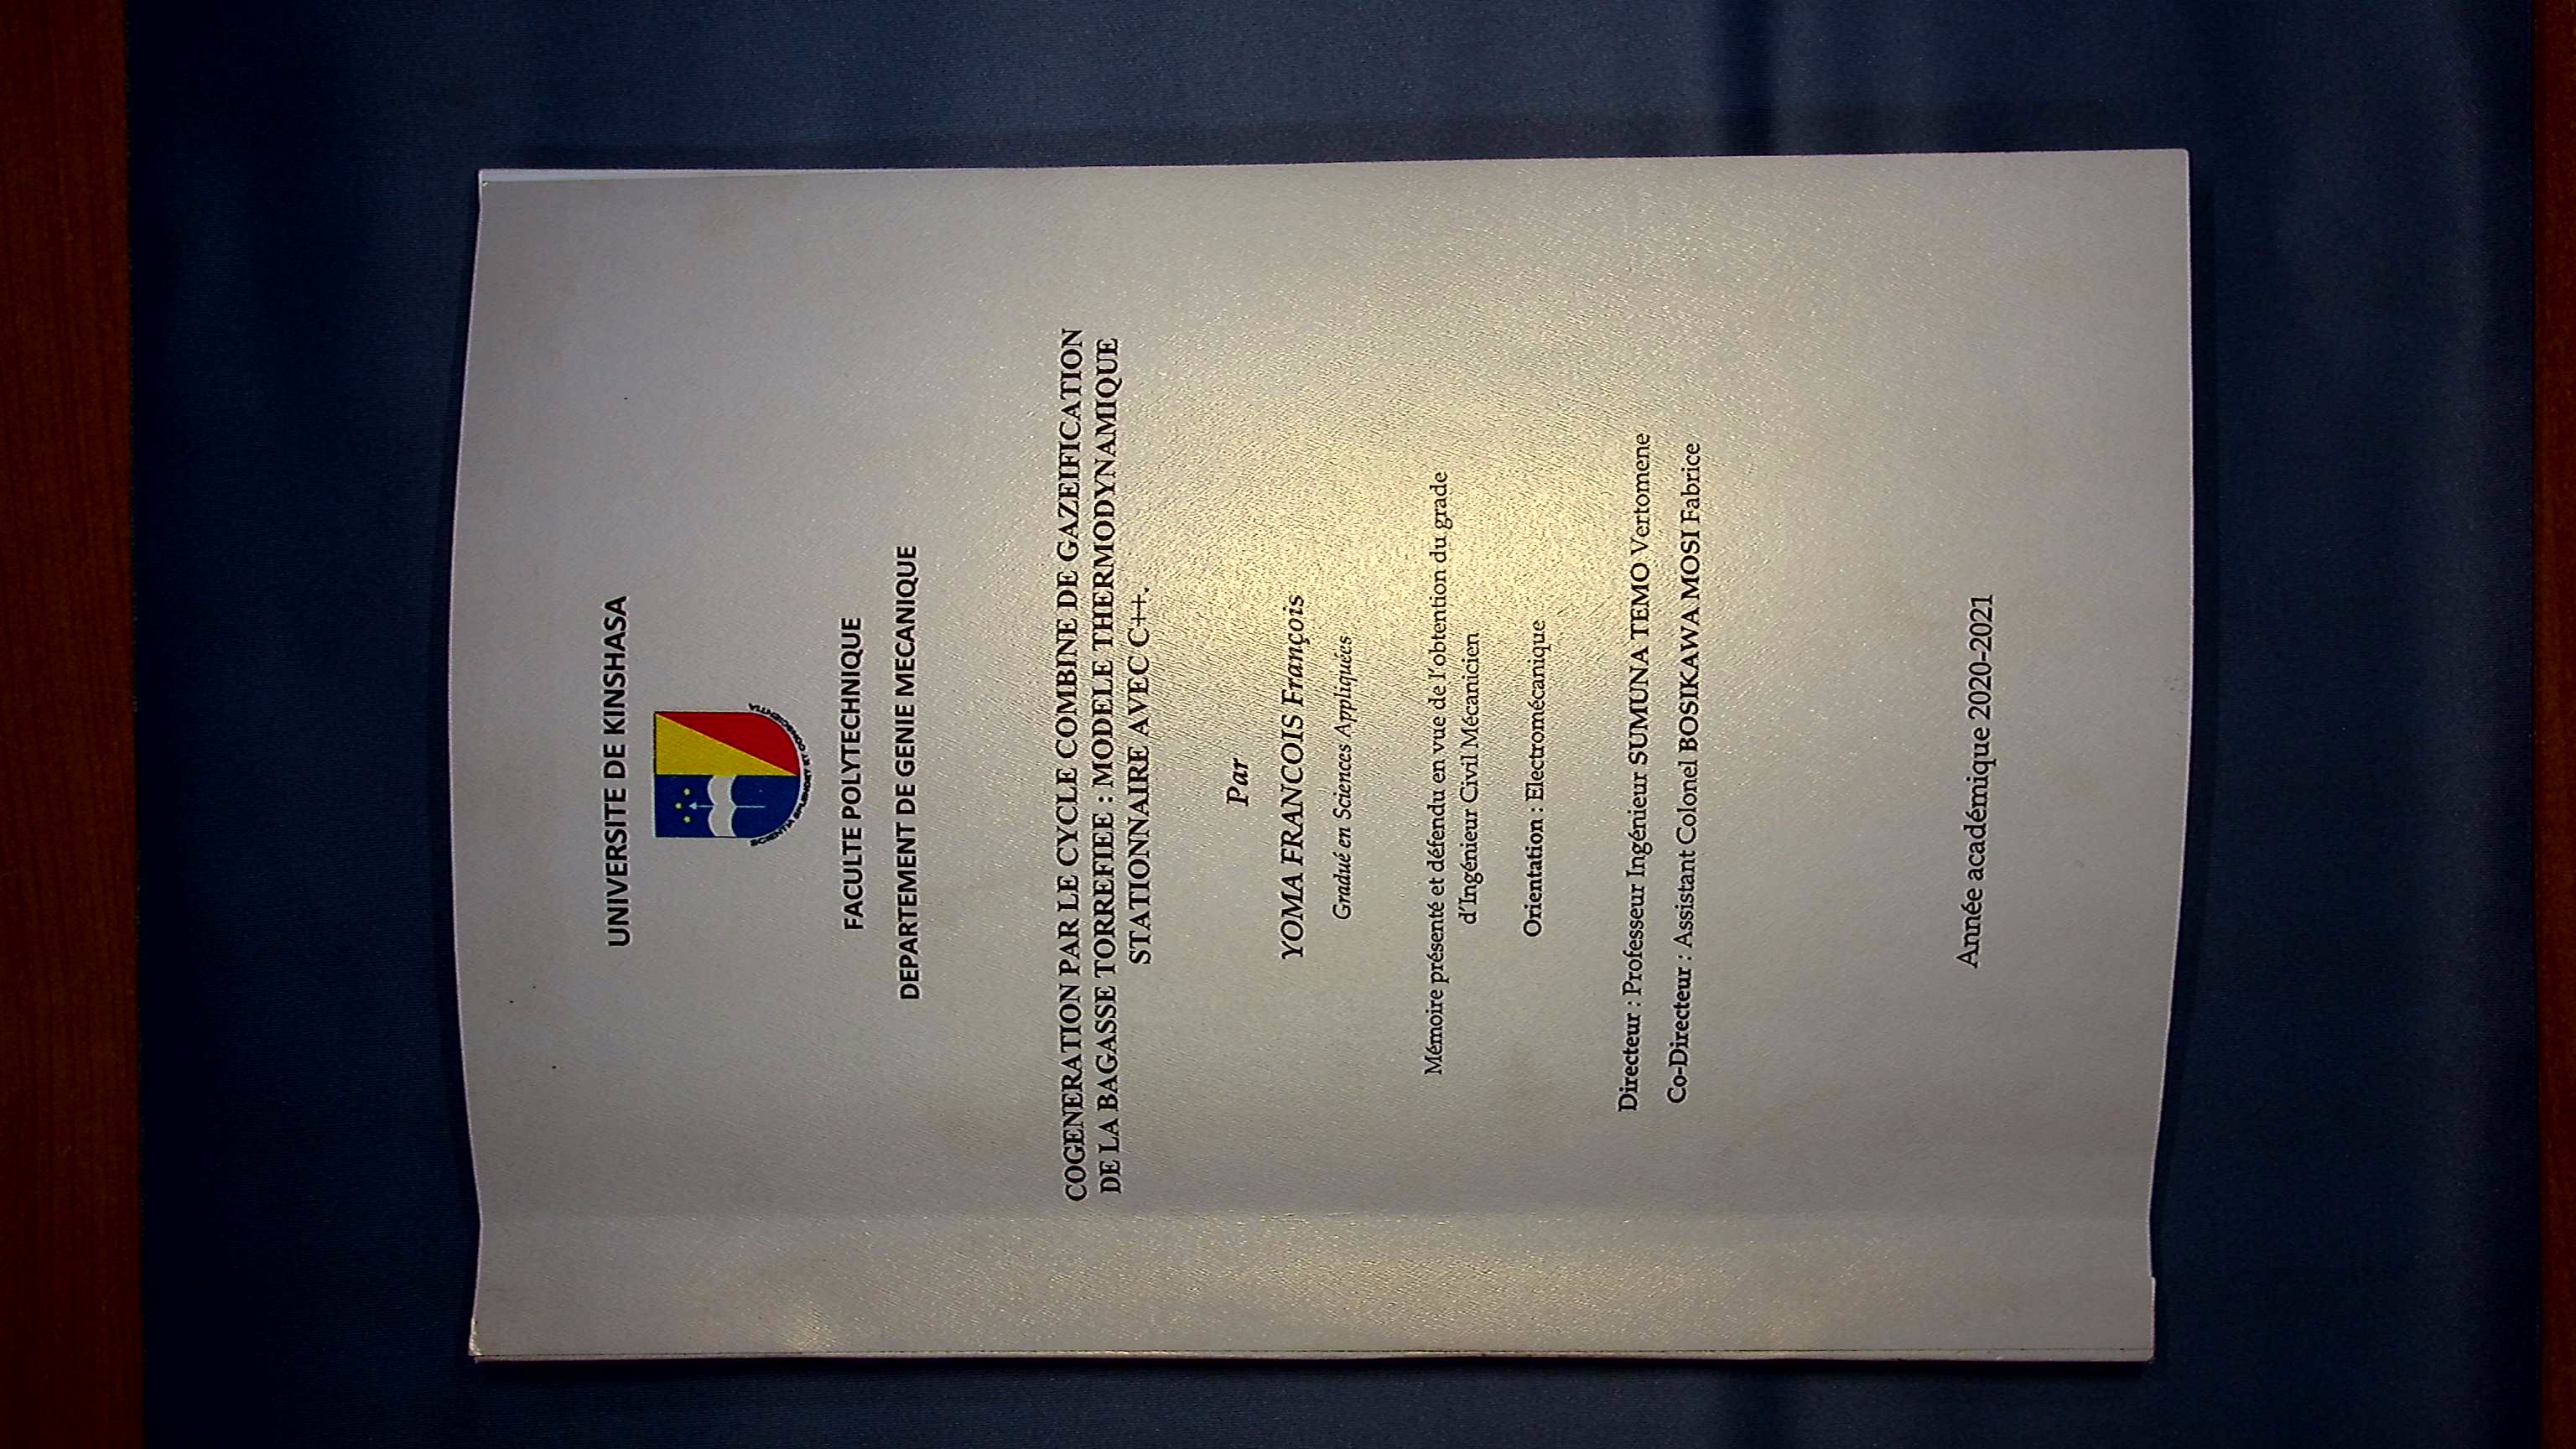 UNIVERSITE DE KINSHASA
SCIENTIA SPLENDET ET CONSCIENTIA
FACULTE POLYTECHNIQUE
DEPARTEMENT DE GENIE MECANIQUE
COGENERATION PAR LE CYCLE COMBINE DE GAZEIFICATION
DE LA BAGASSE TORREFIEE : MODELE THERMODYNAMIQUE
STATIONNAIRE AVEC C++.
Par
YOMA FRANCOIS François
Gradué en Sciences Appliquées
Mémoire présenté et défendu en vue de l'obtention du grade
d'Ingénieur Civil Mécanicien
Orientation : Electromécanique
Directeur : Professeur Ingénieur SUMUNA TEMO Vertomene
Co-Directeur : Assistant Colonel BOSIKAWA MOSI Fabrice
Année académique 2020-2021